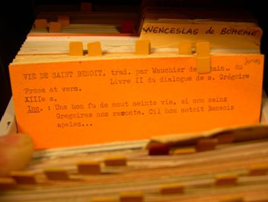 WENCESLAS DE BOHEME
VIE DE SAINT BENOIT, trad. par Wauchier de
Livre II du dialogue de s. Grégoire
Prose et vers.
XIIIe s.
Inc. : Uns hom fu de mout sainte vie, si con sains
Gregoires nos raconte. Cil hom estoit Beneois
apeles...